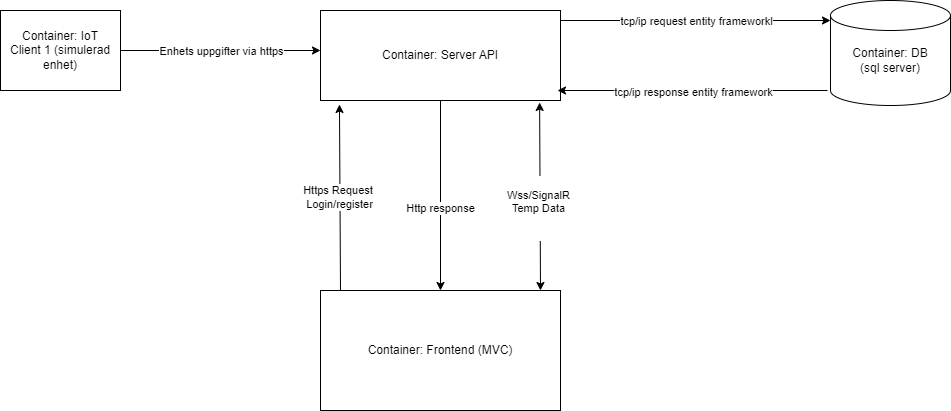 Container: IoT
Client 1 (simulerad
enhet)
Enhets uppgifter via https
Container: Server API
tcp/ip request entity frameworkl
Container: DB
(sql server)
tcp/ip response entity framework
Https Request
Login/register
Http response
Wss/SignalR
Temp Data
Container: Frontend (MVC)